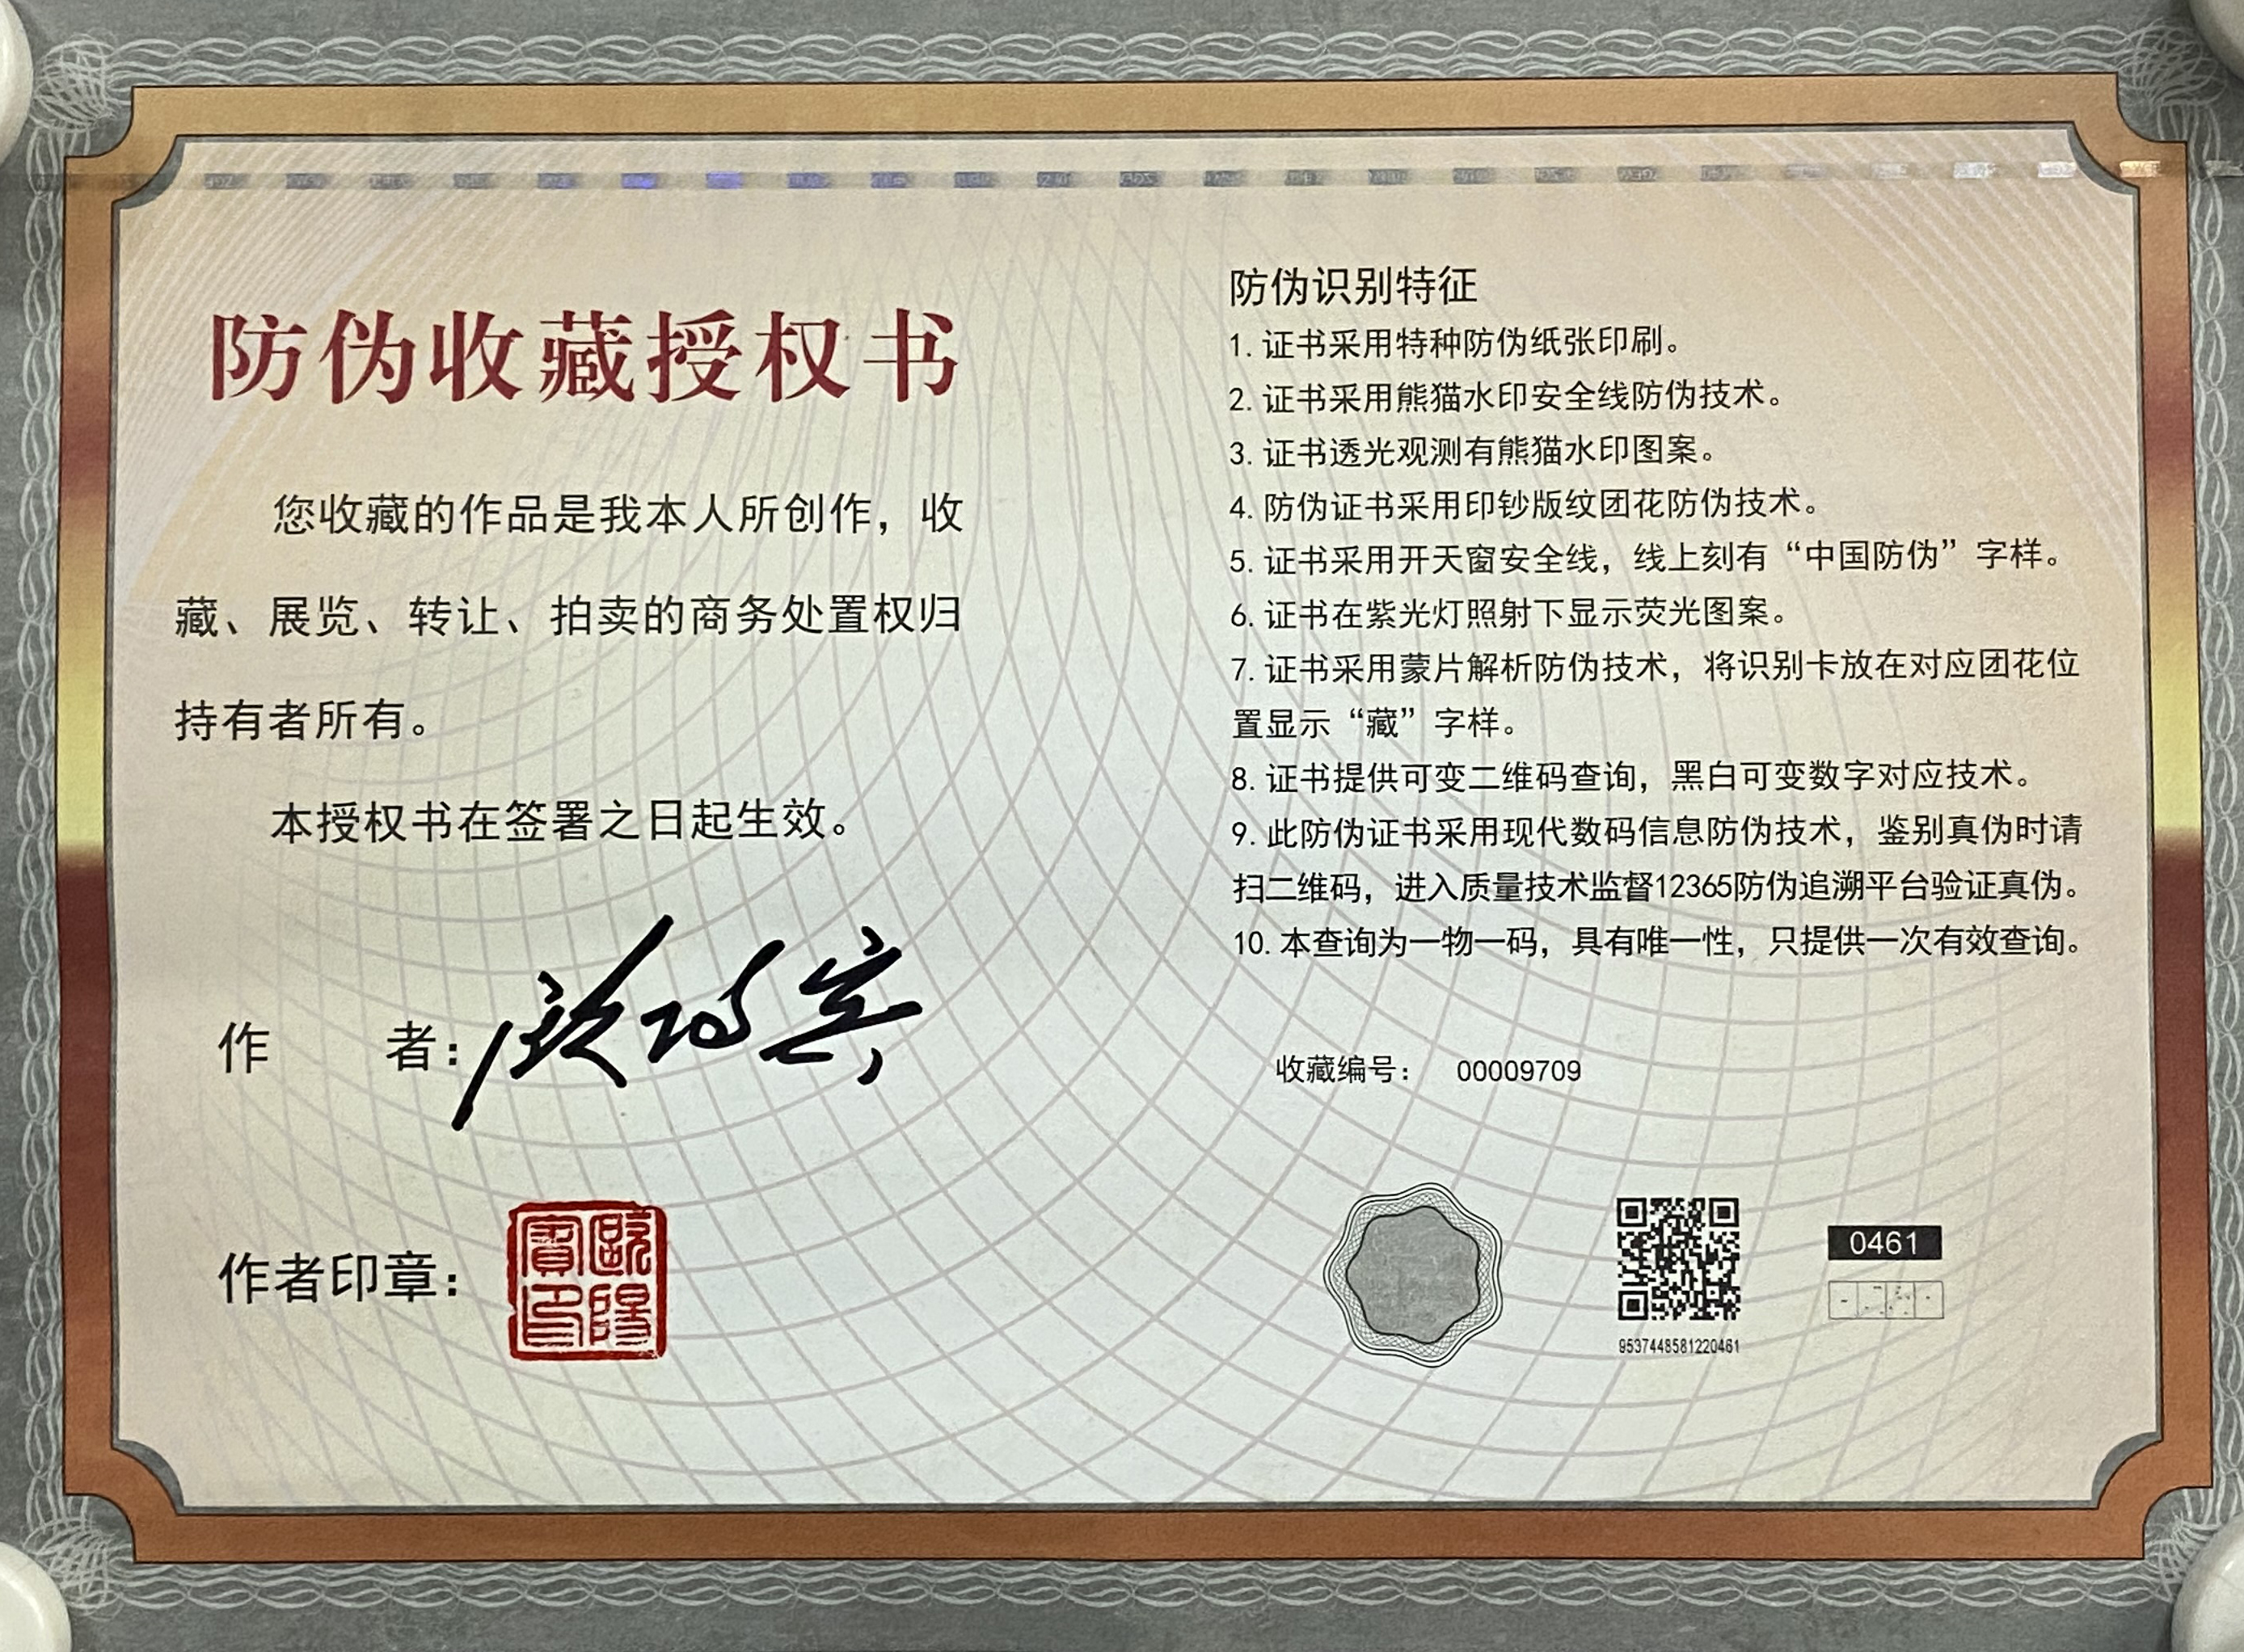 防伪收藏授权书
您收藏的作品是我本人所创作，收
藏、展览、转让、拍卖的商务处置权归
持有者所有。
本授权书在签署之日起生效。
作 者：
作者印章：
防伪识别特征
1. 证书采用特种防伪纸张印刷。
2. 证书采用熊猫水印安全线防伪技术。
3. 证书透光观测有熊猫水印图案。
4. 防伪证书采用印钞版纹团花防伪技术。
5. 证书采用开天窗安全线，线上刻有“中国防伪”字样。
6. 证书在紫光灯照射下显示荧光图案。
7. 证书采用蒙片解析防伪技术，将识别卡放在对应团花位
置显示“藏”字样。
8. 证书提供可变二维码查询，黑白可变数字对应技术。
9. 此防伪证书采用现代数码信息防伪技术，鉴别真伪时请
扫二维码，进入质量技术监督12365防伪追溯平台验证真伪。
10. 本查询为一物一码，具有唯一性，只提供一次有效查询。
收藏编号： 00009709
0461
9537448581220461